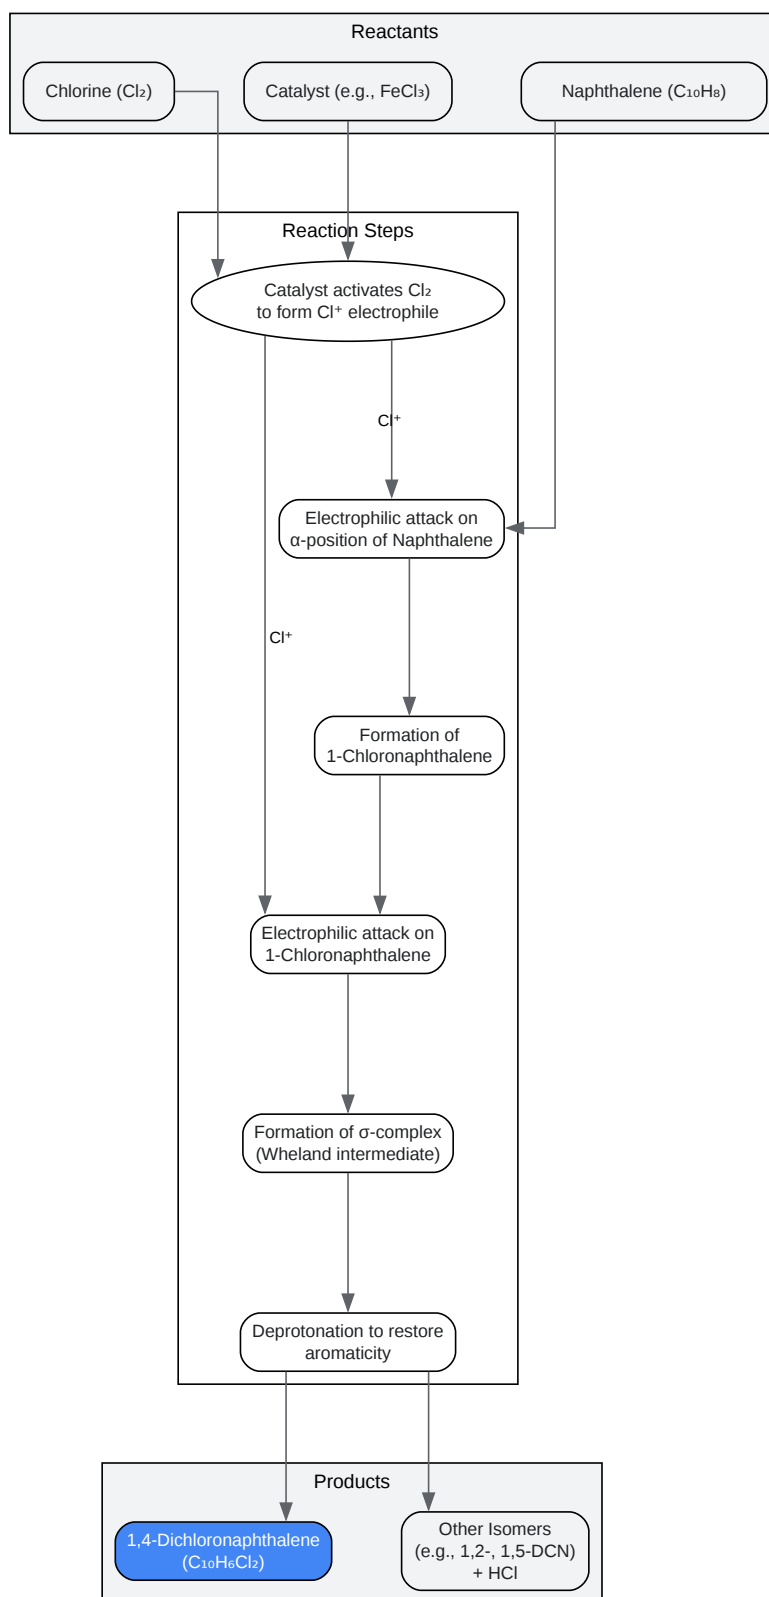 Reactants
Chlorine (Cl₂)
Catalyst (e.g., FeCl₃)
Naphthalene (C₁₀H₈)
Reaction Steps
Catalyst activates Cl₂
to form Cl⁺ electrophile
Cl⁺
Electrophilic attack on
α-position of Naphthalene
Cl⁺
Formation of
1-Chloronaphthalene
Electrophilic attack on
1-Chloronaphthalene
Formation of σ-complex
(Wheland intermediate)
Deprotonation to restore
aromaticity
Products
1,4-Dichloronaphthalene
(C₁₀H₆Cl₂)
Other Isomers
(e.g., 1,2-, 1,5-DCN)
+ HCl